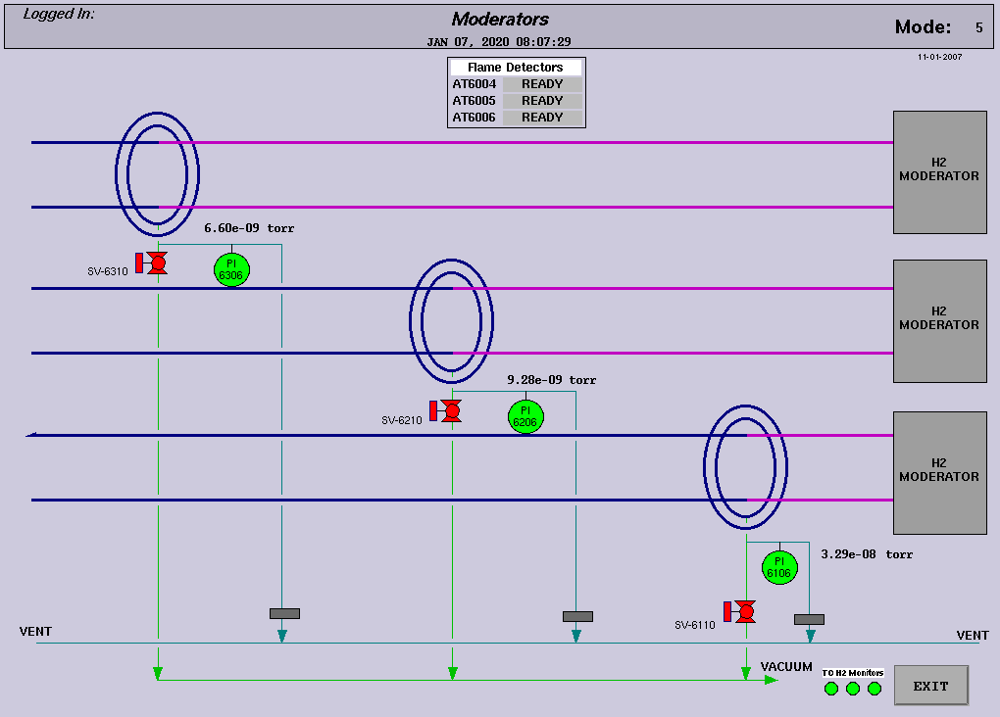 Logged In:
Moderators
JAN 07, 2020 08:07:29
Mode: 5
11-01-2007
Flame Detectors
AT6004 READY
AT6005 READY
AT6006 READY
H2
MODERATOR
6.60e-09 torr
SV-6310
PI
6306
H2
MODERATOR
9.28e-09 torr
SV-6210
PI
6206
H2
MODERATOR
3.29e-08 torr
PI
6106
SV-6110
VENT
VENT
VACUUM
TO H2 Monitors
EXIT